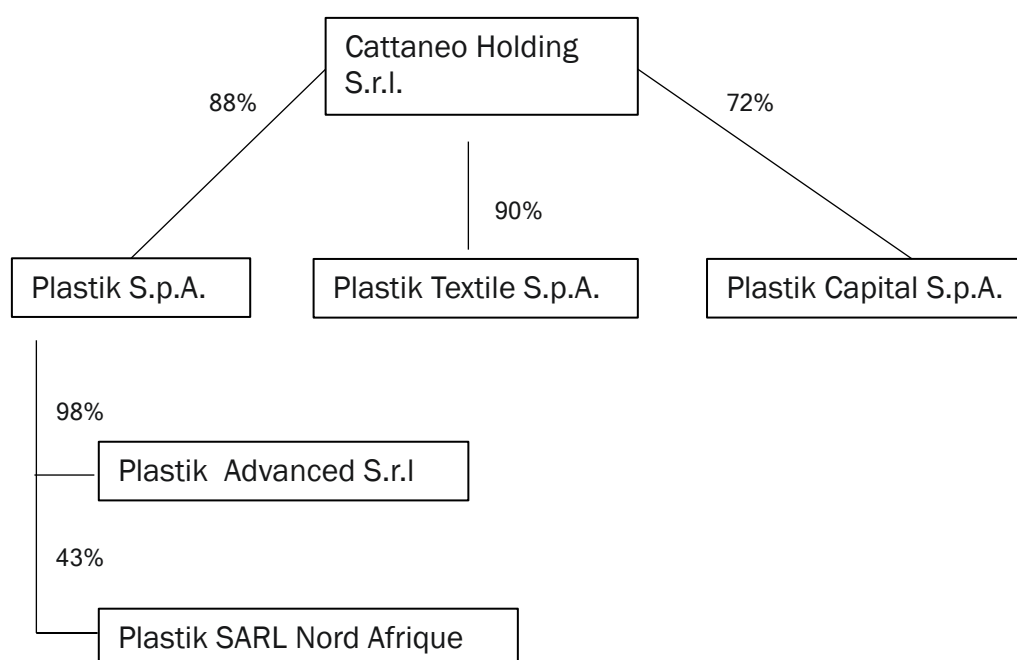 Cattaneo Holding
S.r.l.
88%
72%
90%
Plastik S.p.A.
Plastik Textile S.p.A.
Plastik Capital S.p.A.
98%
Plastik Advanced S.r.l
43%
Plastik SARL Nord Afrique